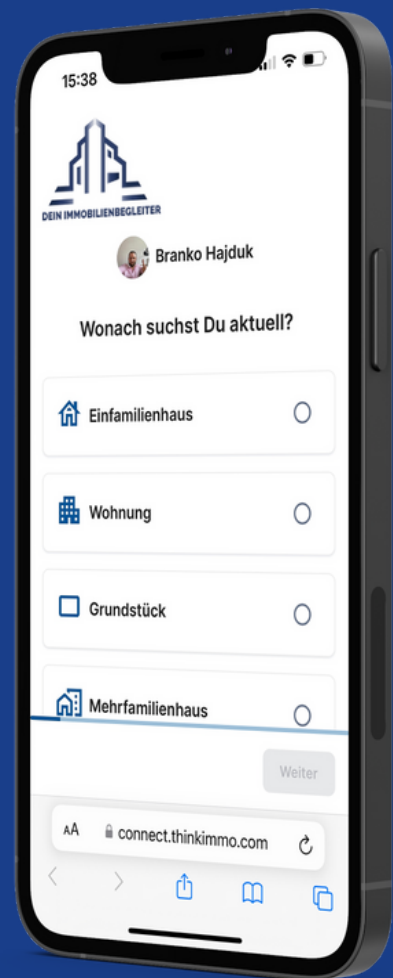 15:38
DEIN IMMOBILIENBEGLEITER
Branko Hajduk
Wonach suchst Du aktuell?
Einfamilienhaus
Wohnung
Grundstück
Mehrfamilienhaus
Weiter
AA connect.thinkimmo.com